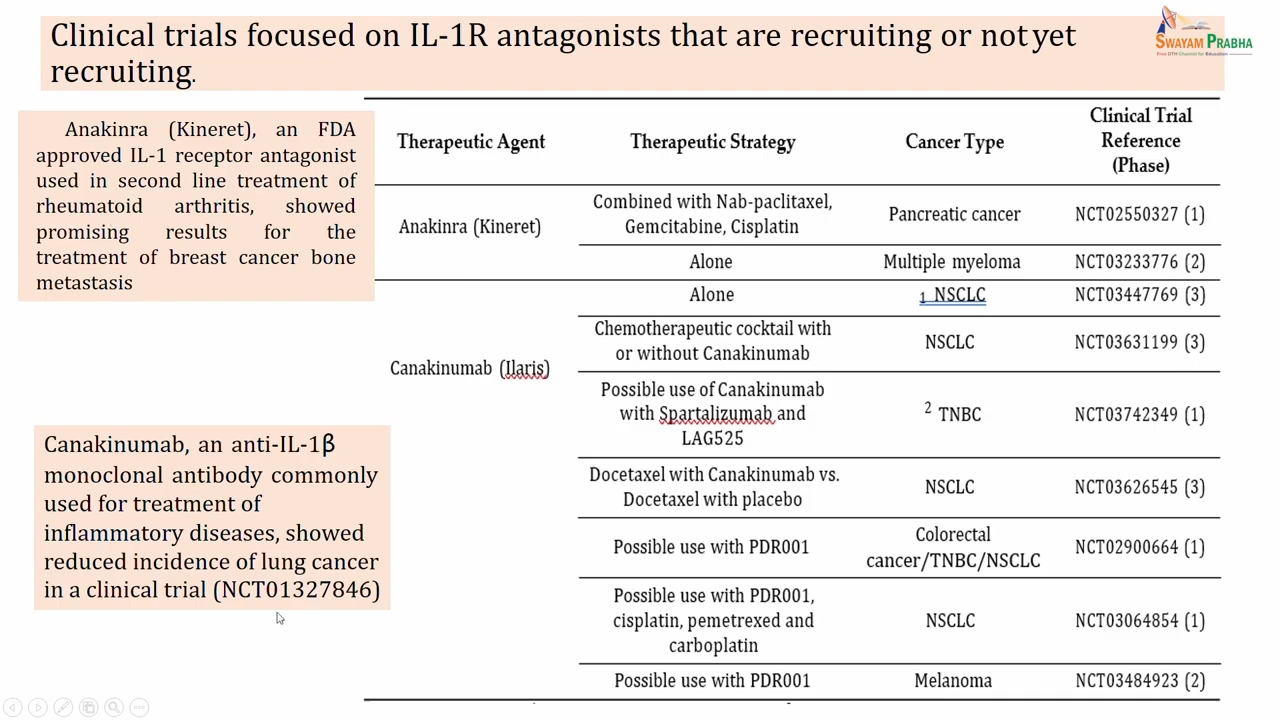 Clinical trials focused on IL-1R antagonists that are recruiting or not yet
recruiting.
SWAYAM PRABHA
Free DTH Channel for Education
Anakinra (Kineret), an FDA
approved IL-1 receptor antagonist
used in second line treatment of
rheumatoid arthritis, showed
promising results for the
treatment of breast cancer bone
metastasis
Canakinumab, an anti-IL-1β
monoclonal antibody commonly
used for treatment of
inflammatory diseases, showed
reduced incidence of lung cancer
in a clinical trial (NCT01327846)
Therapeutic Agent
Therapeutic Strategy
Cancer Type
Clinical Trial
Reference
(Phase)
Anakinra (Kineret)
Combined with Nab-paclitaxel,
Gemcitabine, Cisplatin
Pancreatic cancer
NCT02550327 (1)
Alone
Multiple myeloma
NCT03233776 (2)
Canakinumab (Ilaris)
Alone
1 NSCLC
NCT03447769 (3)
Chemotherapeutic cocktail with
or without Canakinumab
NSCLC
NCT03631199 (3)
Possible use of Canakinumab
with Spartalizumab and
LAG525
2 TNBC
NCT03742349 (1)
Docetaxel with Canakinumab vs.
Docetaxel with placebo
NSCLC
NCT03626545 (3)
Possible use with PDR001
Colorectal
cancer/TNBC/NSCLC
NCT02900664 (1)
Possible use with PDR001,
cisplatin, pemetrexed and
carboplatin
NSCLC
NCT03064854 (1)
Possible use with PDR001
Melanoma
NCT03484923 (2)